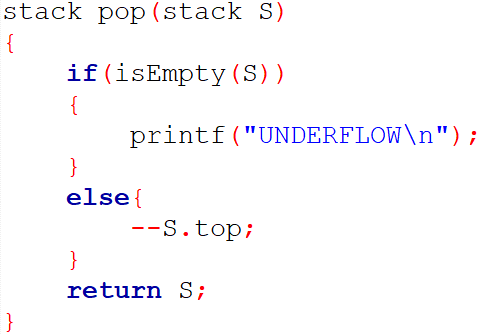 stack pop(stack S)
{
    if(isEmpty(S))
    {
        printf("UNDERFLOW\n");
    }
    else{
        --S.top;
    }
    return S;
}